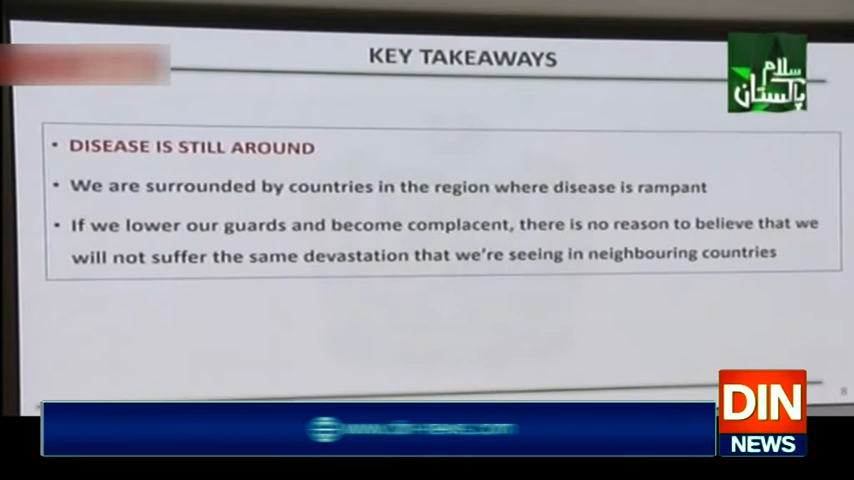 KEY TAKEAWAYS
سلام
پاکستان
• DISEASE IS STILL AROUND
• We are surrounded by countries in the region where disease is rampant
• If we lower our guards and become complacent, there is no reason to believe that we
will not suffer the same devastation that we're seeing in neighbouring countries
8
DIN
NEWS